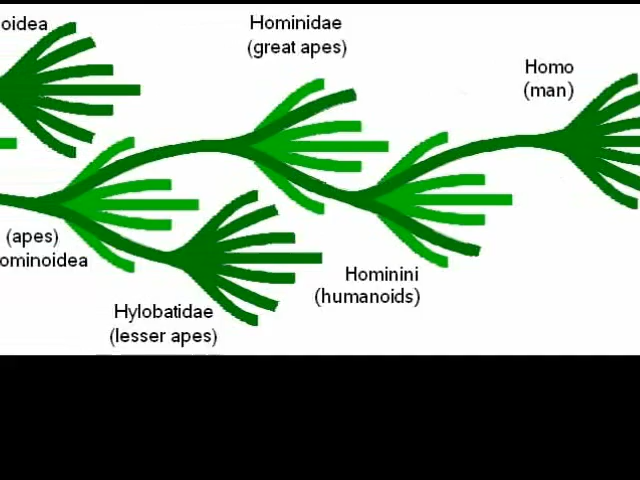 oidea
Hominidae
(great apes)
Homo
(man)
(apes)
ominoidea
Hominini
(humanoids)
Hylobatidae
(lesser apes)